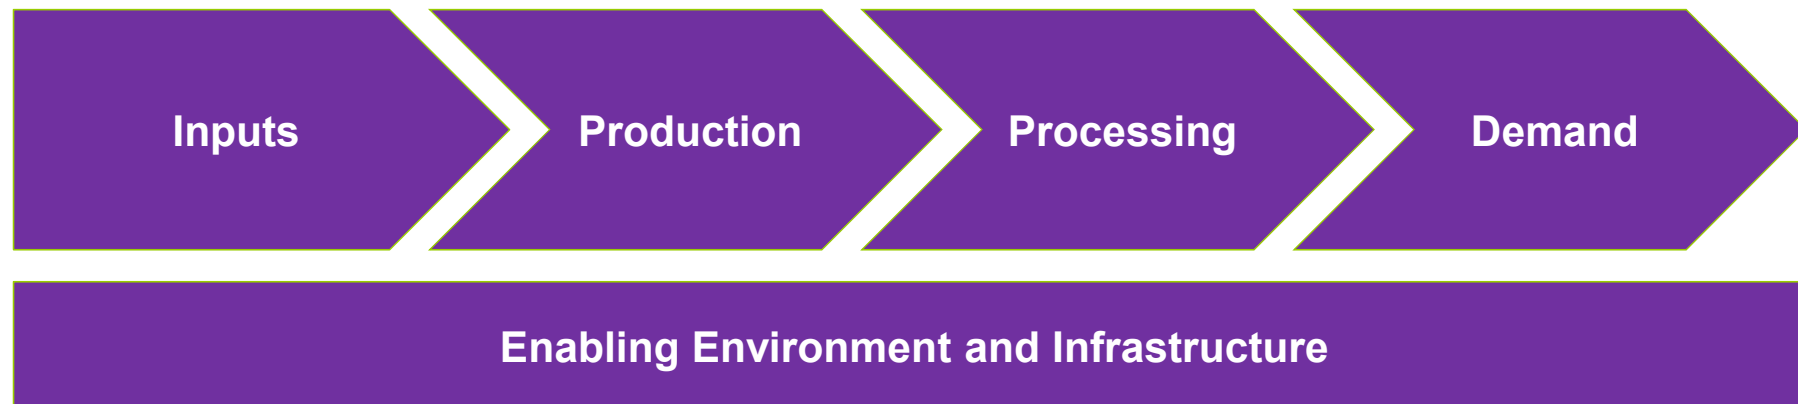 Inputs
Production
Processing
Demand
Enabling Environment and Infrastructure